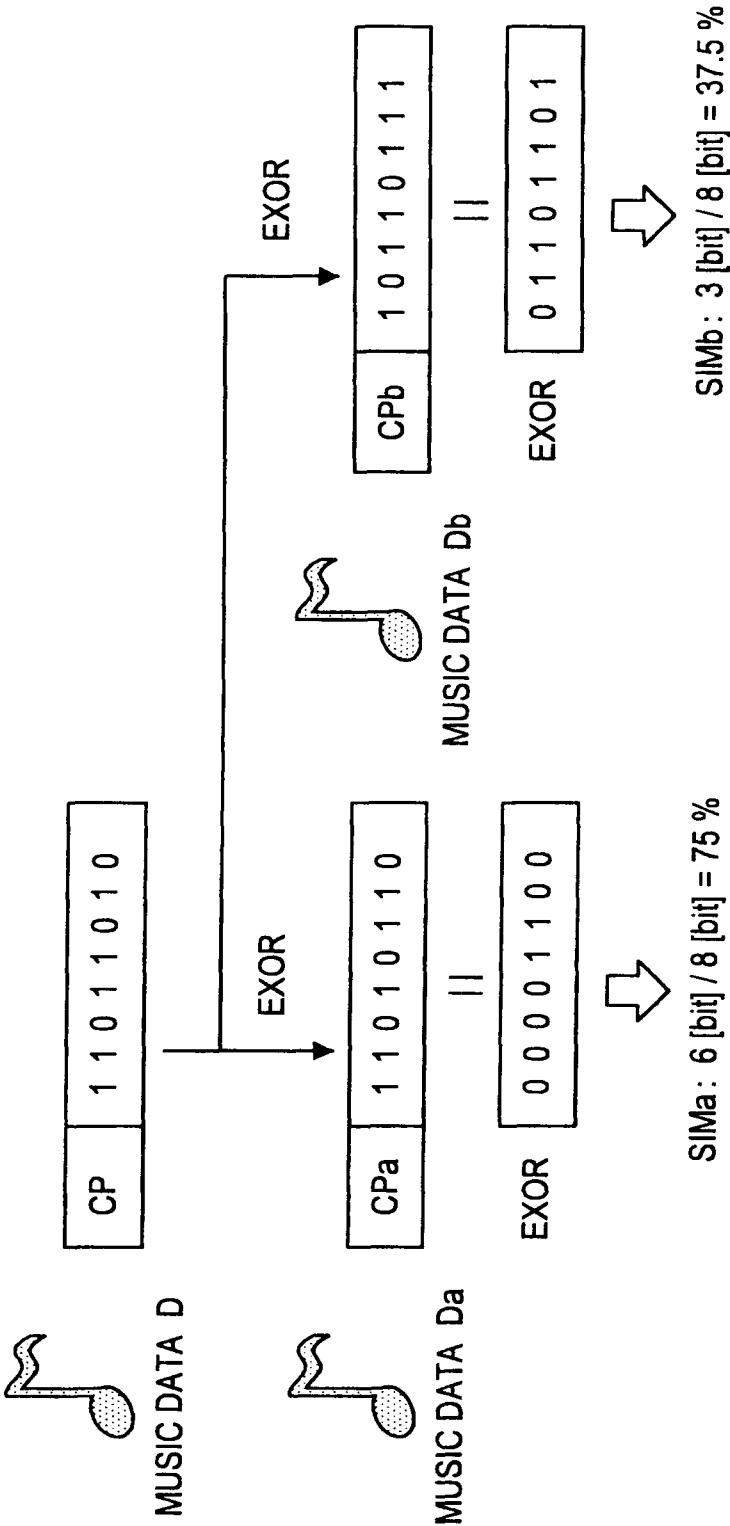 MUSIC DATA D
CP 1 1 0 1 1 0 1 0
EXOR
EXOR
MUSIC DATA Da
CPa 1 1 0 1 0 1 1 0
MUSIC DATA Db
CPb 1 0 1 1 0 1 1 1
EXOR 0 0 0 0 1 1 0 0
EXOR 0 1 1 0 1 1 0 1
SIMa : 6 [bit] / 8 [bit] = 75 %
SIMb : 3 [bit] / 8 [bit] = 37.5 %